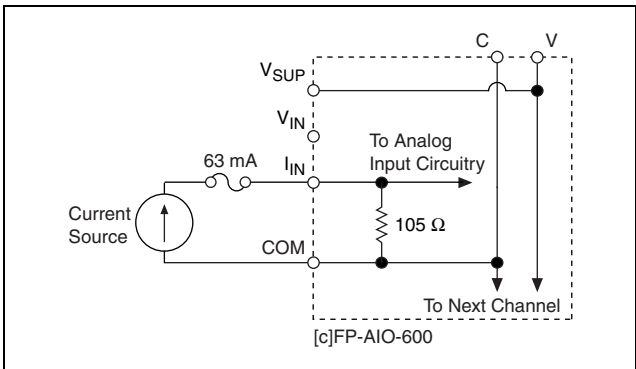 C V
VSUP
VIN
63 mA
IIN
To Analog
Input Circuitry
Current
Source
105 Ω
COM
To Next Channel
[c]FP-AIO-600